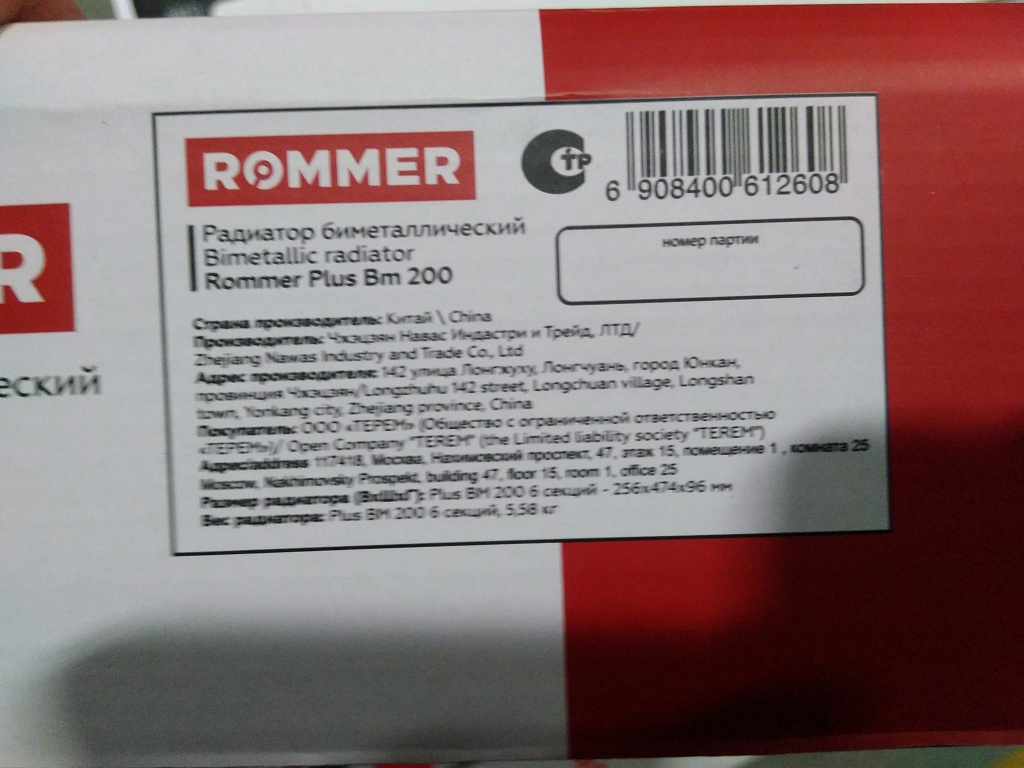 ROMMER
TP
6 908400 612608
Радиатор биметаллический
Bimetallic radiator
Rommer Plus Bm 200
номер партии
Страна производитель: Китай \ China
Производитель: Чжэцзян Навас Индастри и Трейд, ЛТД/
Zhejiang Nawas Industry and Trade Co., Ltd
Адрес производителя: 142 улица Лонгжуху, Лонгчуань, город Юнкан,
провинция Чжэцзян/Longzhuhu 142 street, Longchuan village, Longshan
town, Yonkang city, Zhejiang province, China
Покупатель: ООО «ТЕРЕМ» (Общество с ограниченной ответственностью
«ТЕРЕМ»)/ Open Company "TEREM" (the Limited liability society "TEREM")
Адрес/address 117418, Москва, Нахимовский проспект, 47, этаж 15, помещение 1 , комната 25
Moscow, Nakhimovsky Prospekt, building 47, floor 15, room 1, office 25
Размер радиатора (ВхШхГ): Plus BM 200 6 секций - 256x474x96 мм
Вес радиатора: Plus BM 200 6 секций, 5,58 кг
R
еский